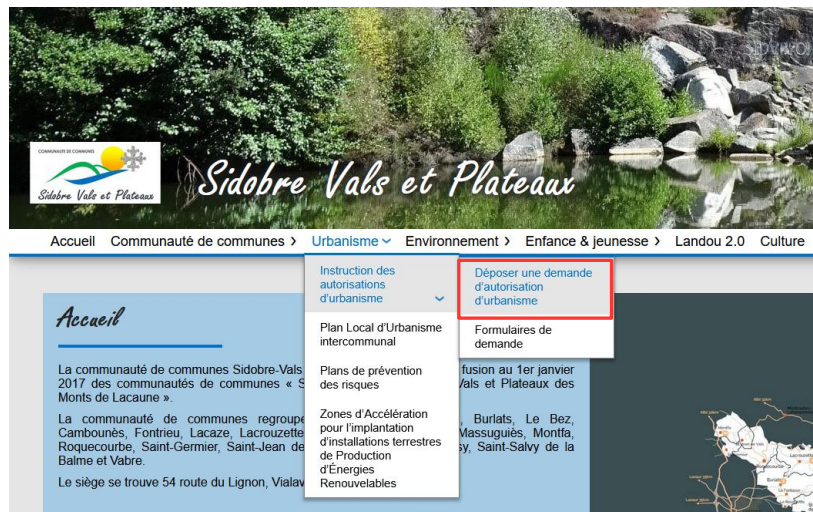 COMMUNAUTÉ DE COMMUNES
Sidobre Vals et Plateaux
Sidobre Vals et Plateaux
Accueil Communauté de communes > Urbanisme Environnement > Enfance & jeunesse > Landou 2.0 Culture
Instruction des
autorisations
d'urbanisme
Plan Local d'Urbanisme
intercommunal
Plans de prévention
des risques
Zones d'Accélération
pour l'implantation
d'installations terrestres
de Production
d'Énergies
Renouvelables
Déposer une demande
d'autorisation
d'urbanisme
Formulaires de
demande
Accueil
La communauté de communes Sidobre-Vals fusion au 1er janvier
2017 des communautés de communes « S Vals et Plateaux des
Monts de Lacaune ».
La communauté de communes regroupe , Burlats, Le Bez,
Cambounès, Fontrieu, Lacaze, Lacrouzette Massuguiès, Montfa,
Roquecourbe, Saint-Germier, Saint-Jean de sy, Saint-Salvy de la
Balme et Vabre.
Le siège se trouve 54 route du Lignon, Vialav
Montfa
Roquecourbe
Lacrouzette
Burlats